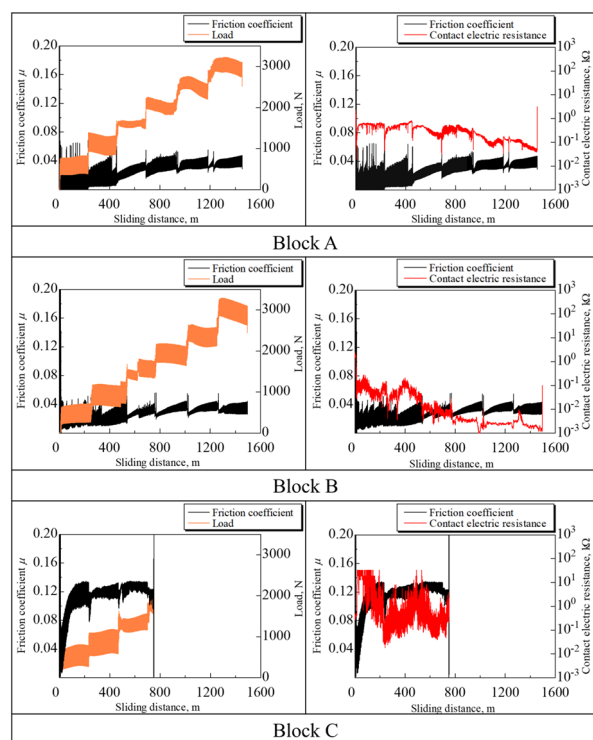 Friction coefficient
Load
Friction coefficient
Contact electric resistance
Friction coefficient μ
0.20
0.16
0.12
0.08
0.04
3000
2000
1000
0
Load, N
0 400 800 1200 1600
Sliding distance, m
Friction coefficient μ
0.20
0.16
0.12
0.08
0.04
10³
10²
10¹
10⁰
10⁻¹
10⁻²
10⁻³
Contact electric resistance, kΩ
0 400 800 1200 1600
Sliding distance, m
Block A
Friction coefficient
Load
Friction coefficient
Contact electric resistance
Friction coefficient μ
0.20
0.16
0.12
0.08
0.04
3000
2000
1000
0
Load, N
0 400 800 1200 1600
Sliding distance, m
Friction coefficient μ
0.20
0.16
0.12
0.08
0.04
10³
10²
10¹
10⁰
10⁻¹
10⁻²
10⁻³
Contact electric resistance, kΩ
0 400 800 1200 1600
Sliding distance, m
Block B
Friction coefficient
Load
Friction coefficient
Contact electric resistance
Friction coefficient μ
0.20
0.16
0.12
0.08
0.04
3000
2000
1000
0
Load, N
0 400 800 1200 1600
Sliding distance, m
Friction coefficient μ
0.20
0.16
0.12
0.08
0.04
10³
10²
10¹
10⁰
10⁻¹
10⁻²
10⁻³
Contact electric resistance, kΩ
0 400 800 1200 1600
Sliding distance, m
Block C